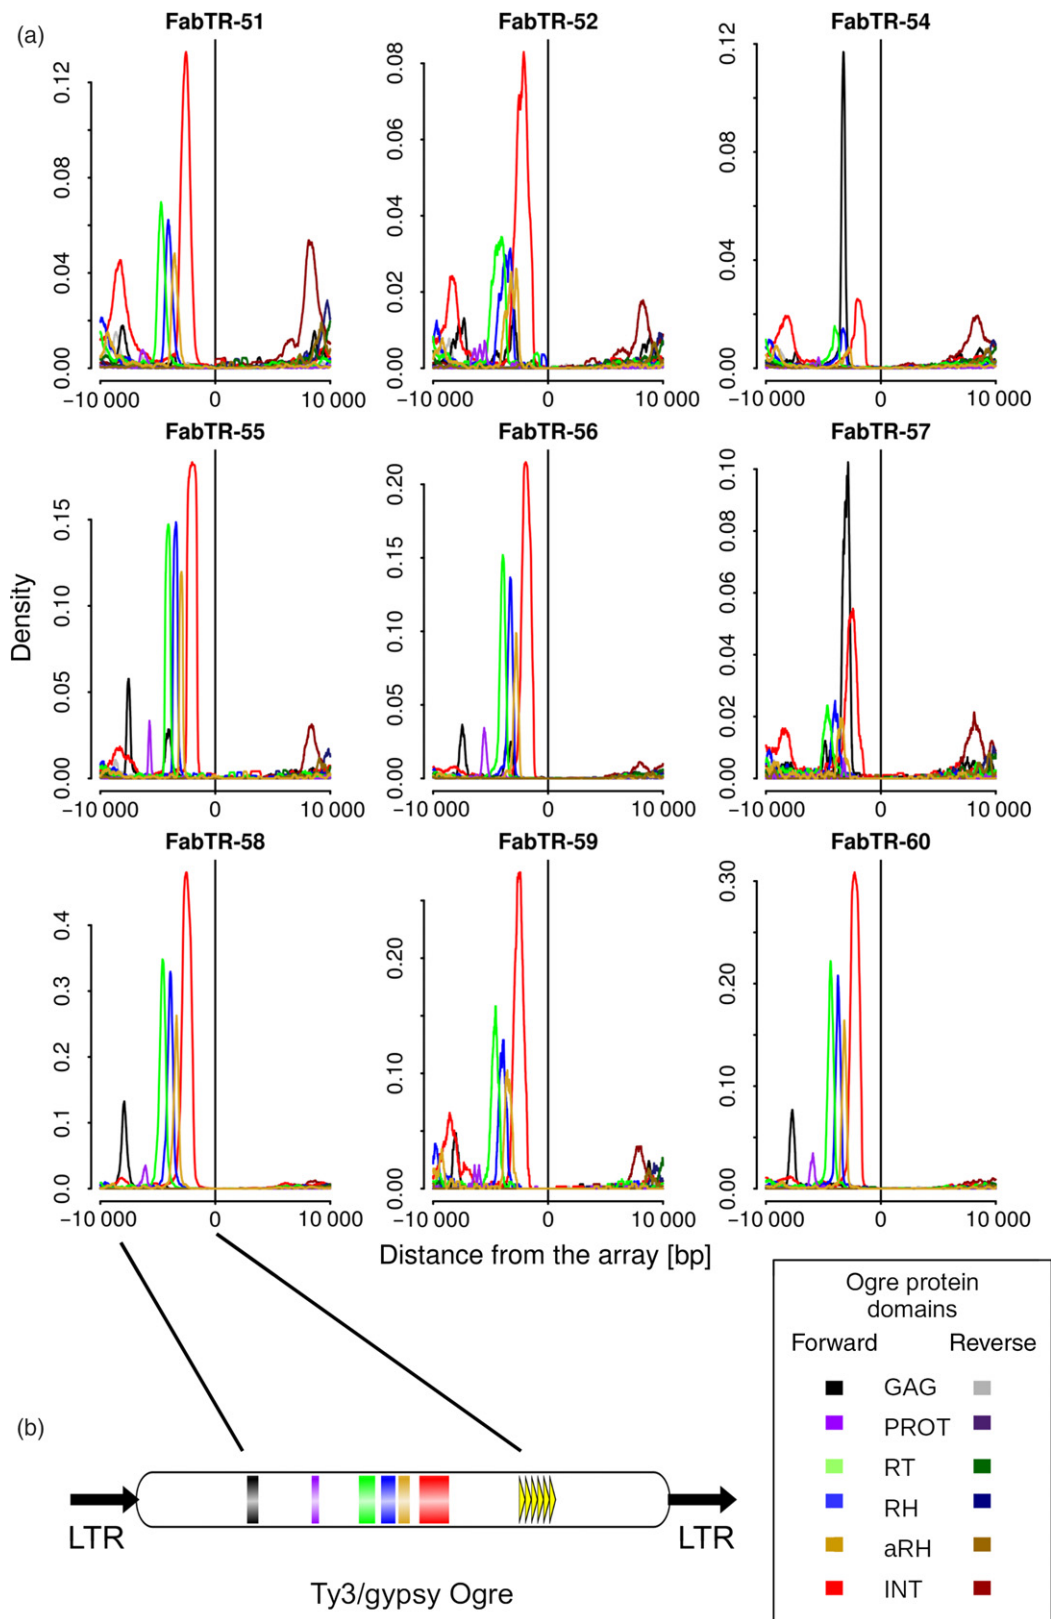 (a)
FabTR-51 FabTR-52 FabTR-54
0.12 0.08 0.04 0.00
−10 000 0 10 000
0.08 0.06 0.04 0.02 0.00
−10 000 0 10 000
0.12 0.08 0.04 0.00
−10 000 0 10 000
FabTR-55 FabTR-56 FabTR-57
Density
0.15 0.10 0.05 0.00
−10 000 0 10 000
0.20 0.15 0.10 0.05 0.00
−10 000 0 10 000
0.10 0.08 0.06 0.04 0.02 0.00
−10 000 0 10 000
FabTR-58 FabTR-59 FabTR-60
0.4 0.3 0.2 0.1 0.0
−10 000 0 10 000
0.20 0.10 0.00
−10 000 0 10 000
0.30 0.20 0.10 0.00
−10 000 0 10 000
Distance from the array [bp]
Ogre protein
domains
Forward Reverse
GAG
PROT
RT
RH
aRH
INT
(b)
LTR LTR
Ty3/gypsy Ogre